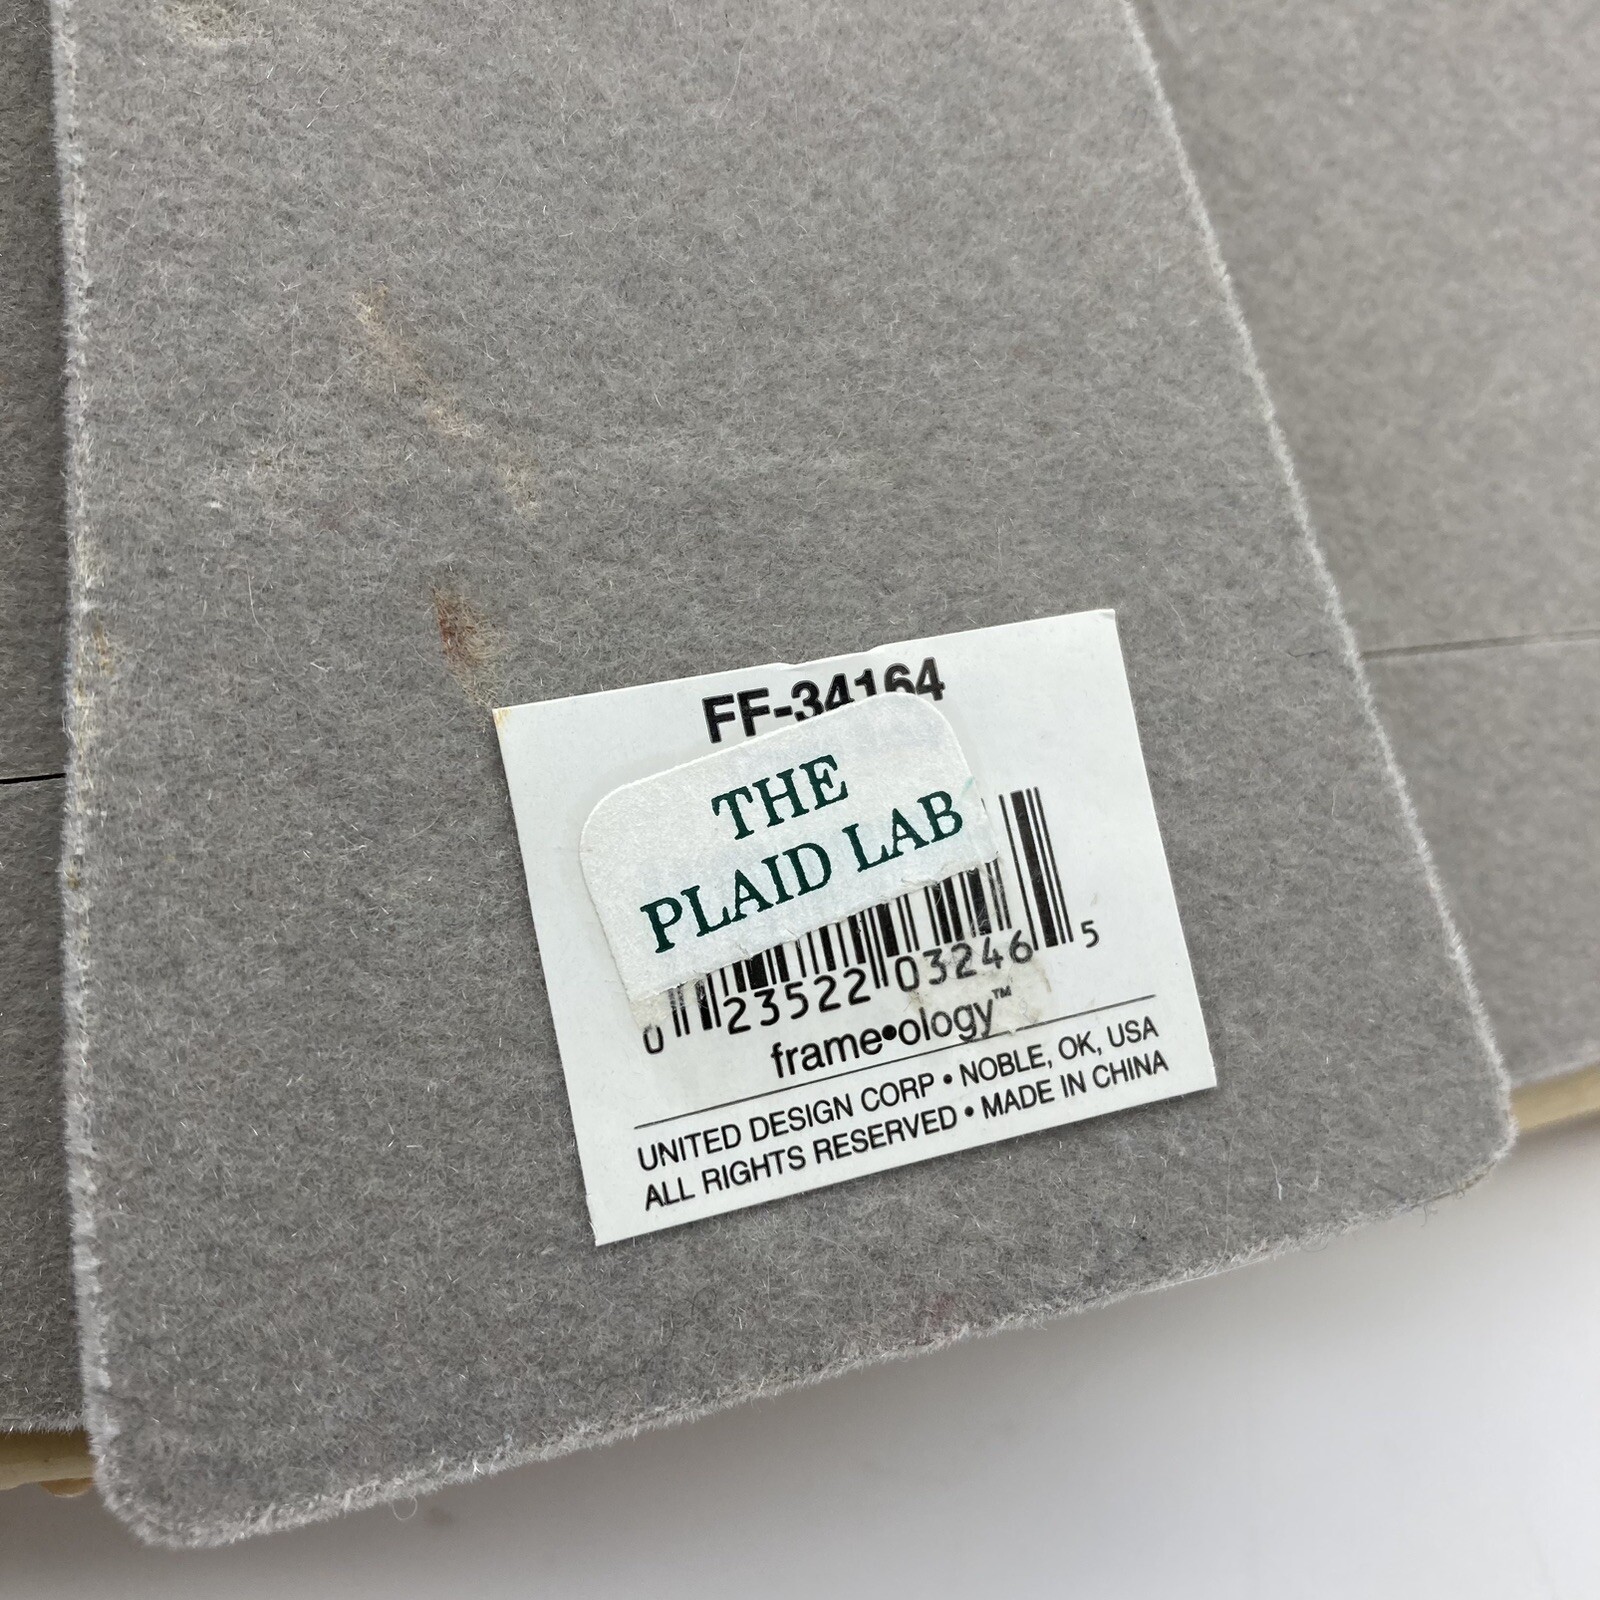 FF-34164
THE
PLAID LAB
0 23522 03246 5
frame•ology™
UNITED DESIGN CORP • NOBLE, OK, USA
ALL RIGHTS RESERVED • MADE IN CHINA